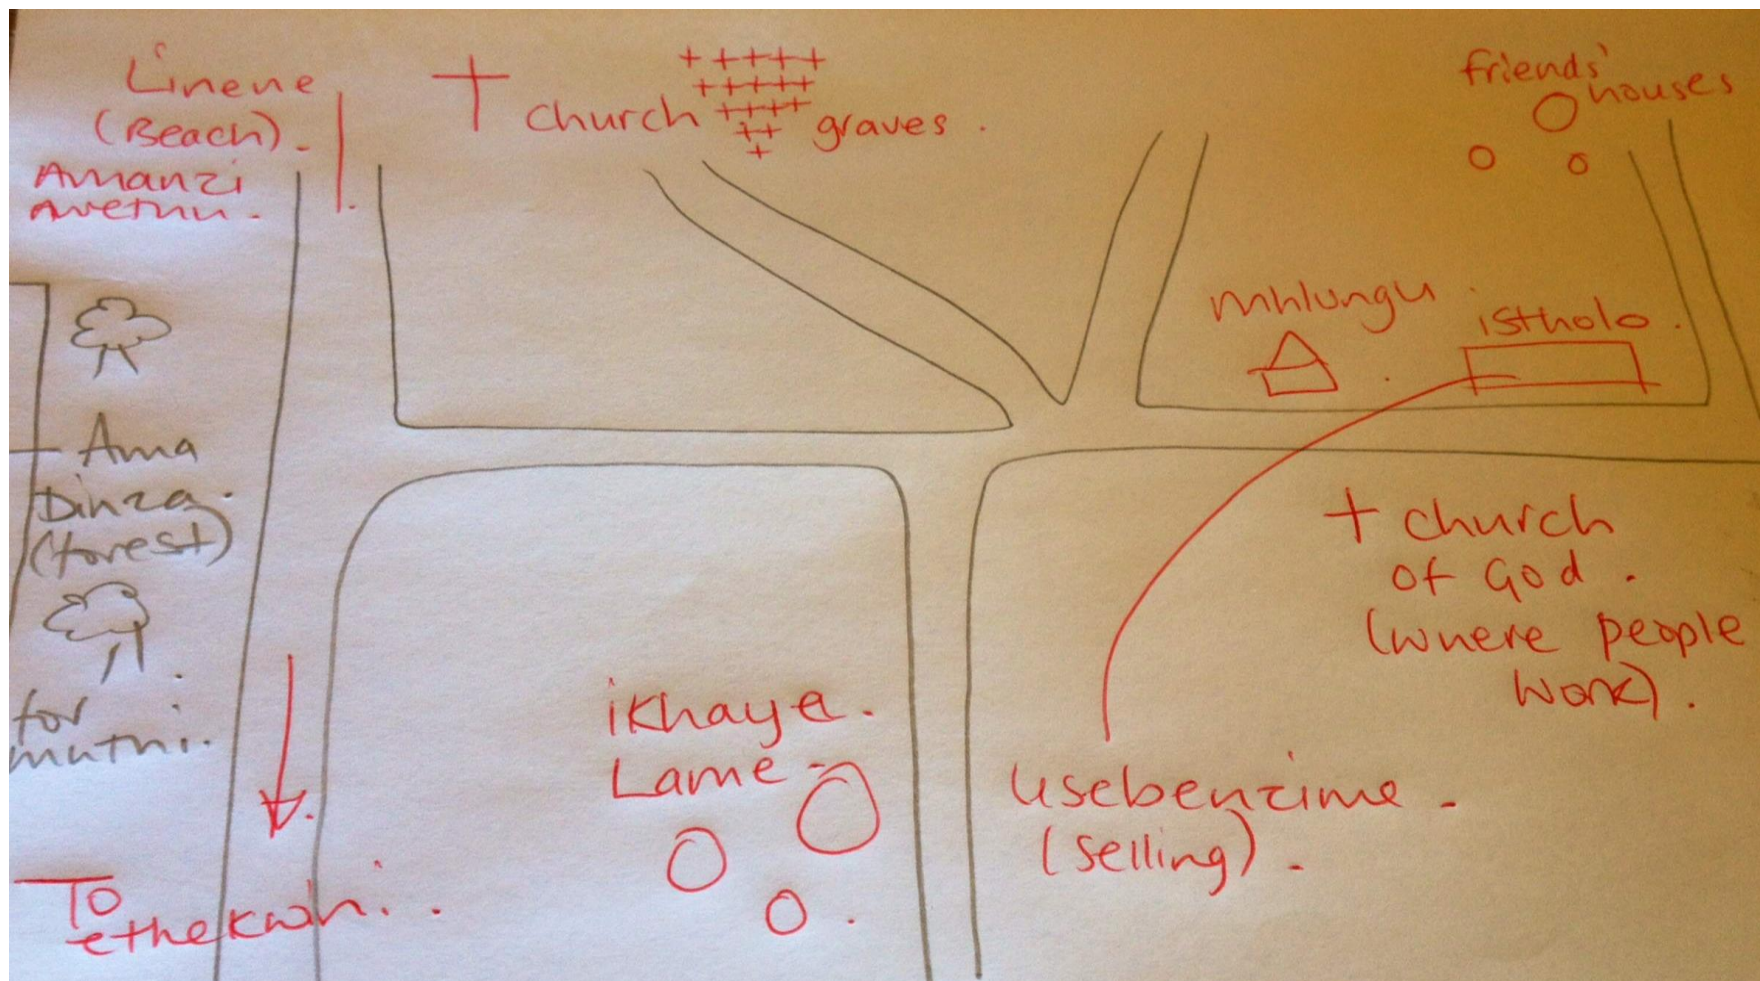 Linene
(Beach).
Amanzi
Awethu.
church
graves.
friends'
houses
mhlungu
istholo.
Ama
Dinza.
(forest)
for
muthi.
church
of God.
(where people
work).
ikhaya.
Lame
usebenzime.
(selling).
To
ethekwini.